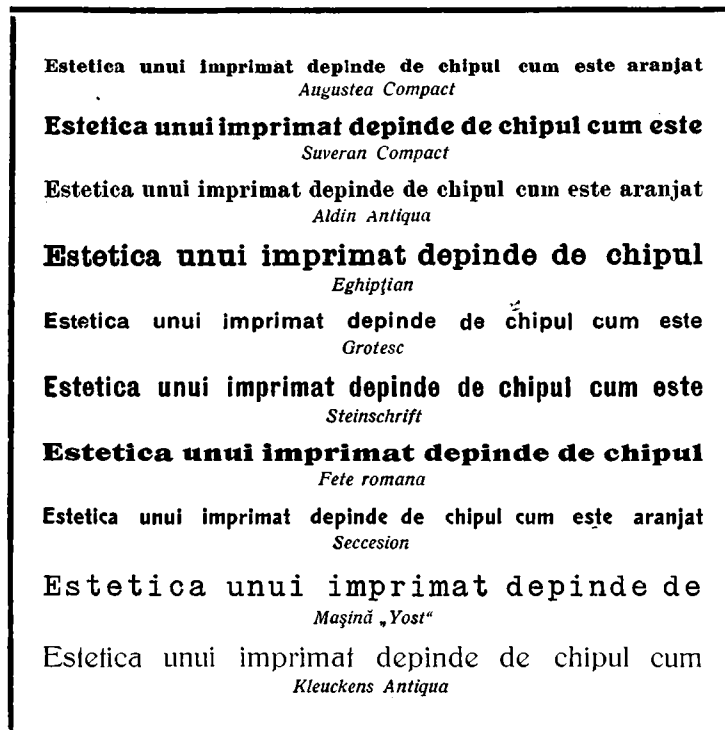 Estetica unui imprimat depinde de chipul cum este aranjat
Augustea Compact
Estetica unui imprimat depinde de chipul cum este
Suveran Compact
Estetica unui imprimat depinde de chipul cum este aranjat
Aldin Antiqua
Estetica unui imprimat depinde de chipul
Eghipţian
Estetica unui imprimat depinde de chipul cum este
Grotesc
Estetica unui imprimat depinde de chipul cum este
Steinschrift
Estetica unui imprimat depinde de chipul
Fete romana
Estetica unui imprimat depinde de chipul cum este aranjat
Seccesion
Estetica unui imprimat depinde de
Maşină „Yost“
Estetica unui imprimat depinde de chipul cum
Kleuckens Antiqua